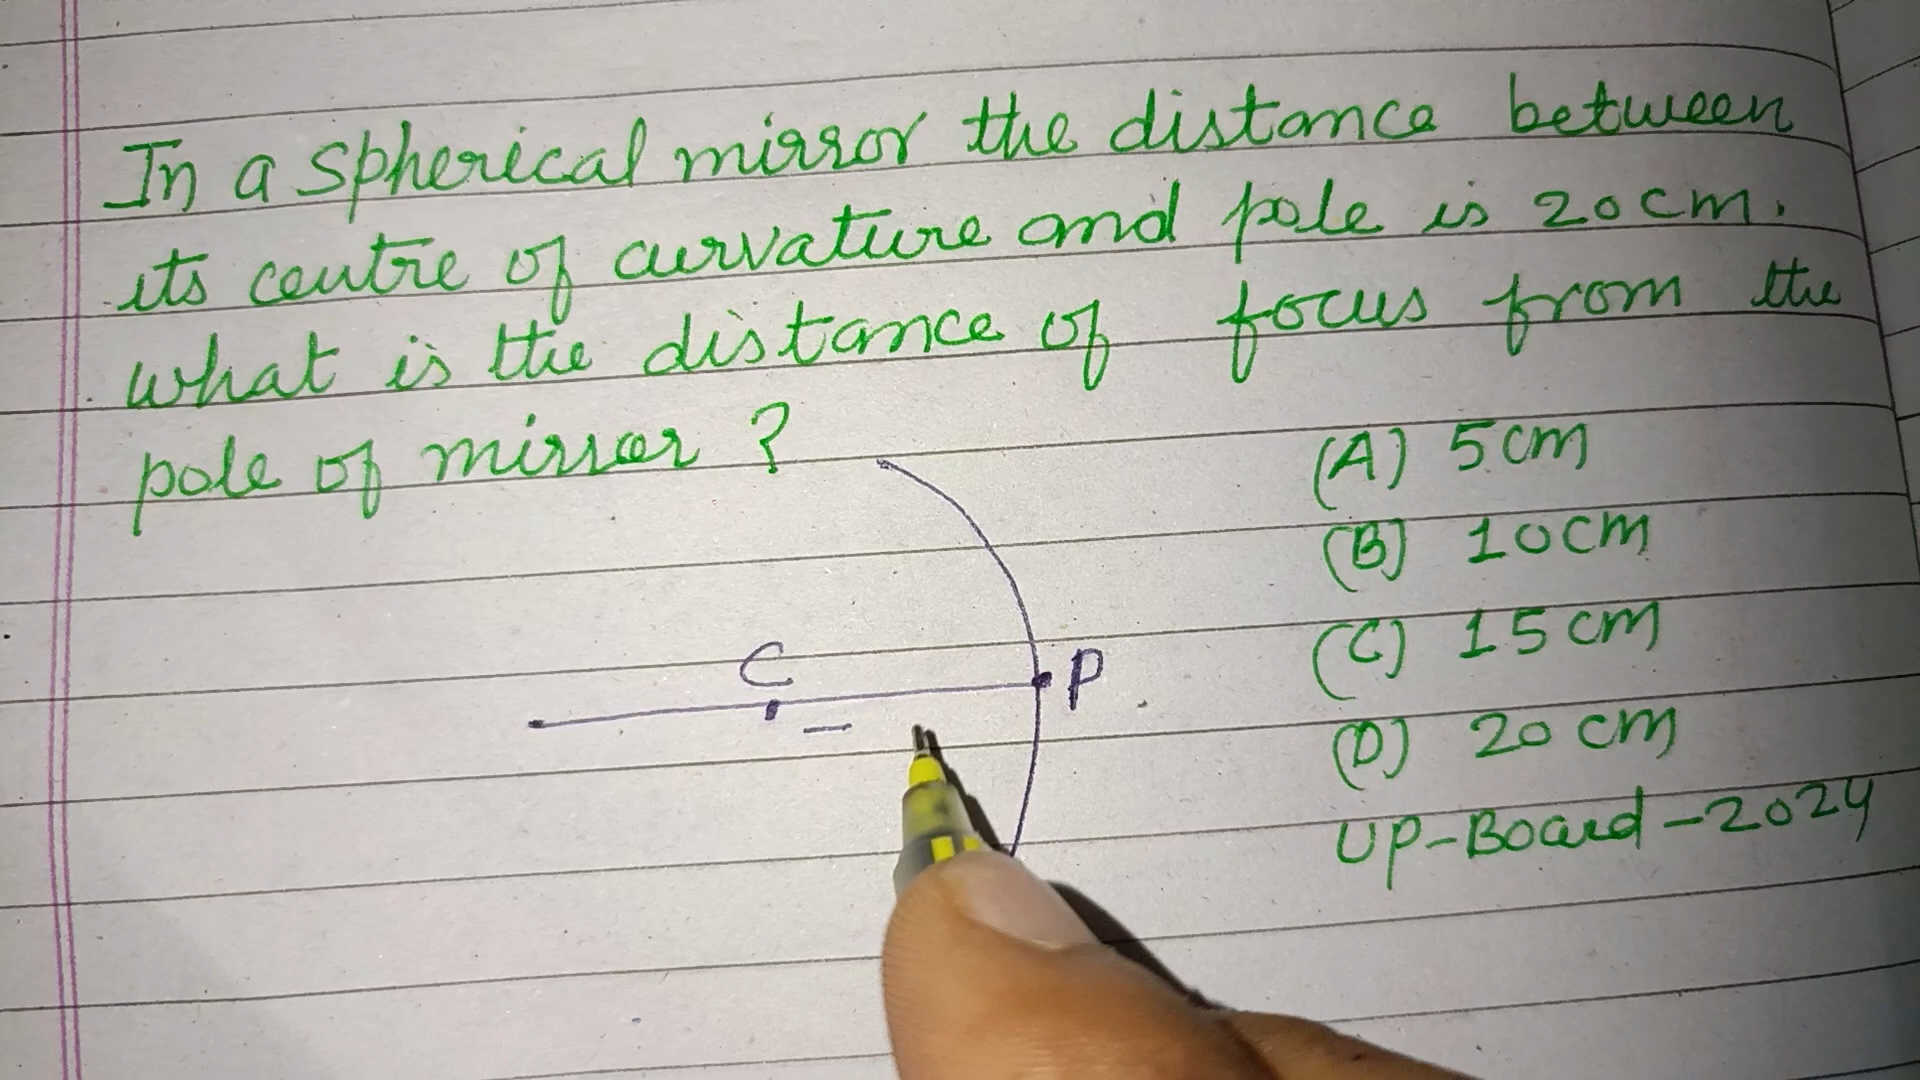 In a spherical mirror the distance between
its centre of curvature and pole is 20cm.
what is the distance of focus from the
pole of mirror ?
(A) 5cm
(B) 10cm
(C) 15cm
(D) 20cm
UP-Board-2024
C
P